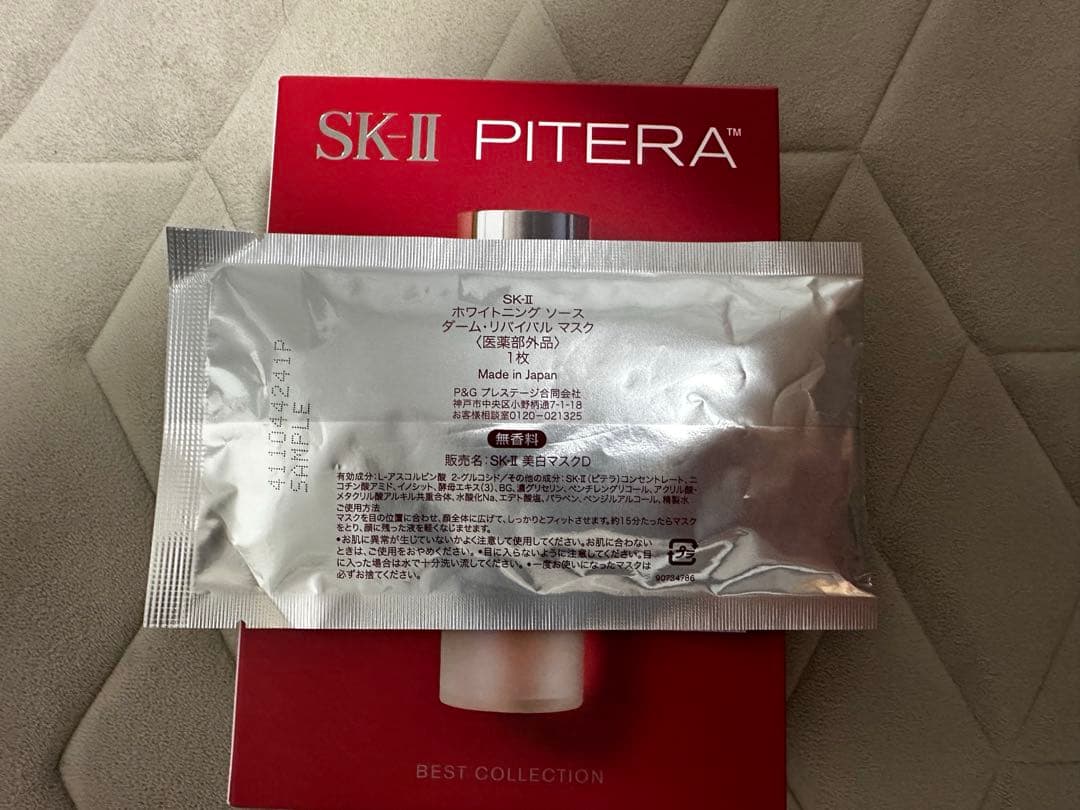 SK-II PITERA™
SK-II
ホワイトニング ソース
ダーム・リバイバル マスク
〈医薬部外品〉
1枚
Made in Japan
P&G プレステージ合同会社
神戸市中央区小野柄通7-1-18
お客様相談室0120-021325
無香料
販売名：SK-II 美白マスクD
有効成分：L-アスコルビン酸 2-グルコシド/その他の成分：SK-II(ピテラ)コンセントレート、ニ
コチン酸アミド、イノシット、酵母エキス(3)、BG、濃グリセリン、ペンチレングリコール、アクリル酸・
メタクリル酸アルキル共重合体、水酸化Na、エデト酸塩、パラベン、ベンジルアルコール、精製水
ご使用方法
マスクを目の位置に合わせ、顔全体に広げて、しっかりとフィットさせます。約15分たったらマスク
をとり、顔に残った液を軽くなじませます。
•お肌に異常が生じていないかよく注意して使用してください。お肌に合わない
ときは、ご使用をおやめください。•目に入らないように注意してください。目
に入った場合は水で十分洗い流してください。•一度お使いになったマスクは
必ずお捨てください。
プラ
90734786
411044241P
SAMPLE
BEST COLLECTION